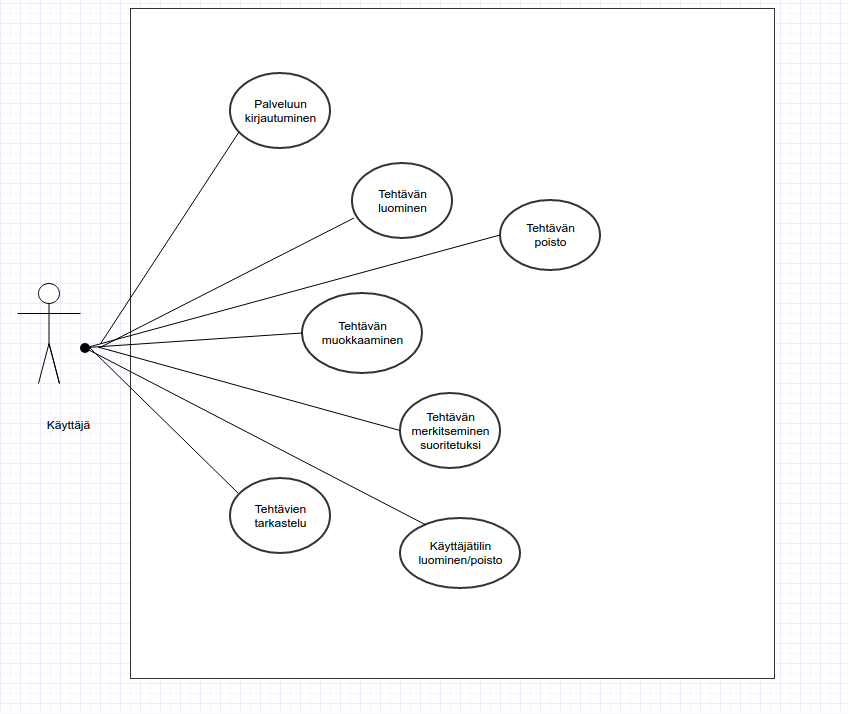 Palveluun
kirjautuminen
Tehtävän
luominen
Tehtävän
poisto
Tehtävän
muokkaaminen
Käyttäjä
Tehtävän
merkitseminen
suoritetuksi
Tehtävien
tarkastelu
Käyttäjätilin
luominen/poisto